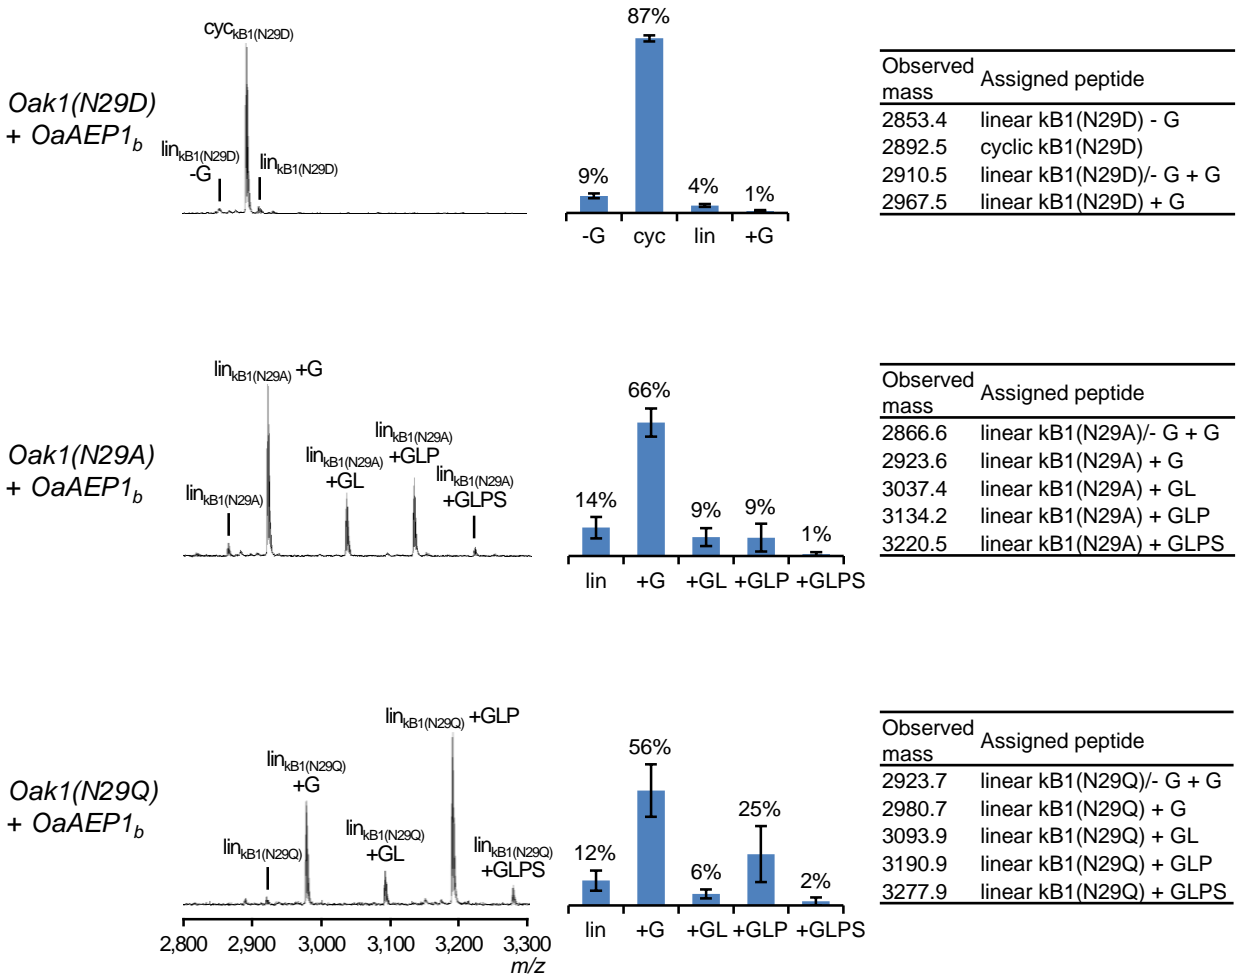 Oak1(N29D)
+ OaAEP1b
cyckB1(N29D)
linkB1(N29D)
-G
linkB1(N29D)
9%
87%
4%
1%
-G cyc lin +G
Observed mass Assigned peptide
2853.4 linear kB1(N29D) - G
2892.5 cyclic kB1(N29D)
2910.5 linear kB1(N29D)/- G + G
2967.5 linear kB1(N29D) + G
Oak1(N29A)
+ OaAEP1b
linkB1(N29A)
linkB1(N29A) +G
linkB1(N29A)
+GL
linkB1(N29A)
+GLP
linkB1(N29A)
+GLPS
14%
66%
9%
9%
1%
lin +G +GL +GLP +GLPS
Observed mass Assigned peptide
2866.6 linear kB1(N29A)/- G + G
2923.6 linear kB1(N29A) + G
3037.4 linear kB1(N29A) + GL
3134.2 linear kB1(N29A) + GLP
3220.5 linear kB1(N29A) + GLPS
Oak1(N29Q)
+ OaAEP1b
linkB1(N29Q)
linkB1(N29Q)
+G
linkB1(N29Q)
+GL
linkB1(N29Q) +GLP
linkB1(N29Q)
+GLPS
2,800 2,900 3,000 3,100 3,200 3,300
m/z
12%
56%
6%
25%
2%
lin +G +GL +GLP +GLPS
Observed mass Assigned peptide
2923.7 linear kB1(N29Q)/- G + G
2980.7 linear kB1(N29Q) + G
3093.9 linear kB1(N29Q) + GL
3190.9 linear kB1(N29Q) + GLP
3277.9 linear kB1(N29Q) + GLPS